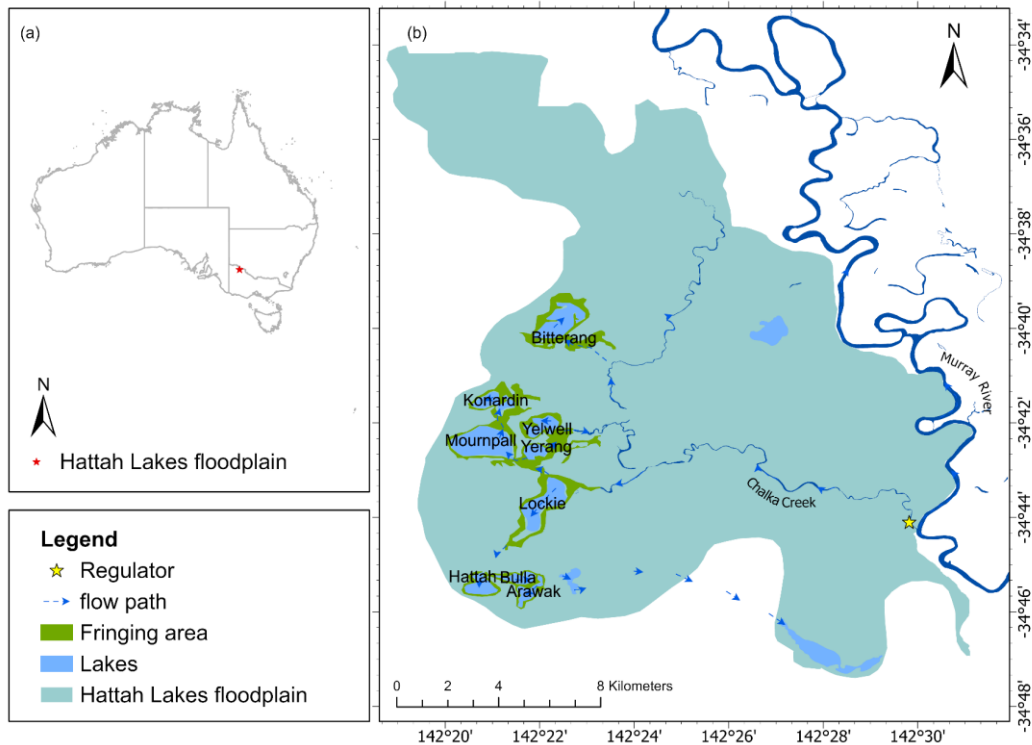 (a)
N
Hattah Lakes floodplain
Legend
Regulator
flow path
Fringing area
Lakes
Hattah Lakes floodplain
(b)
N
Bitterang
Konardin
Yelwell
Mournpall
Yerang
Lockie
Hattah Bulla
Arawak
Chalka Creek
Murray River
0 2 4 6 8 Kilometers
-34°34'
-34°36'
-34°38'
-34°40'
-34°42'
-34°44'
-34°46'
-34°48'
142°20' 142°22' 142°24' 142°26' 142°28' 142°30'